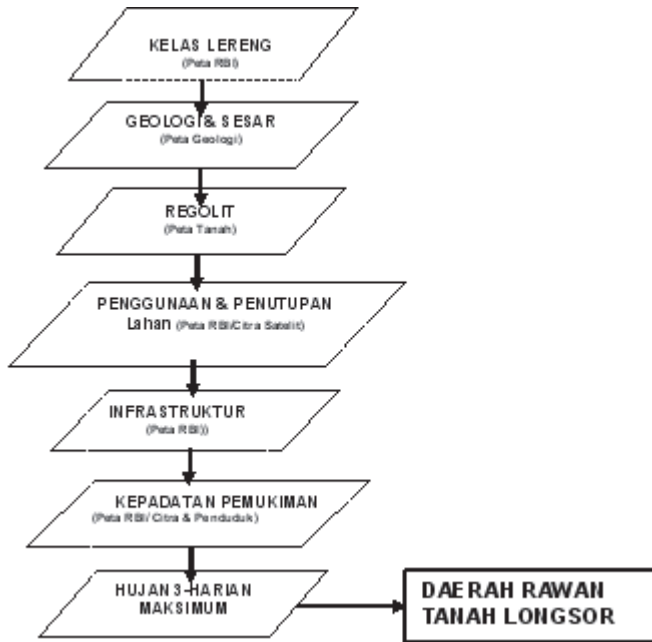 KELAS LERENG
(Peta RBI)
GEOLOGI & SESAR
(Peta Geologi)
REGOLIT
(Peta Tanah)
PENGGUNAAN & PENUTUPAN
Lahan (Peta RBI/Citra Satelit)
INFRASTRUKTUR
(Peta RBI))
KEPADATAN PEMUKIMAN
(Peta RBI/ Citra & Penduduk)
HUJAN 3-HARIAN
MAKSIMUM
DAERAH RAWAN
TANAH LONGSOR